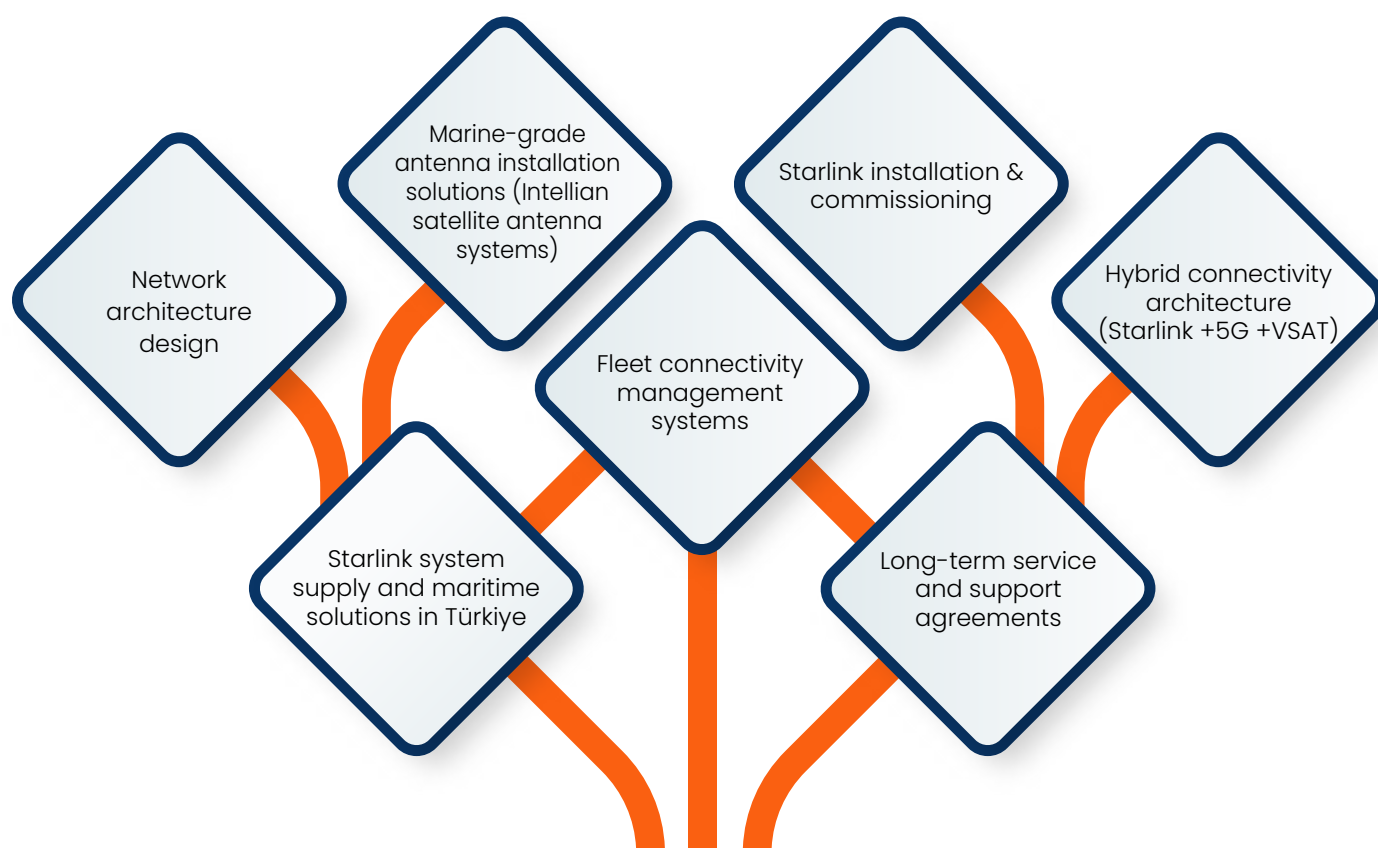 Marine-grade
antenna installation
solutions (Intellian
satellite antenna
systems)
Starlink installation &
commissioning
Network
architecture
design
Hybrid connectivity
architecture
(Starlink +5G +VSAT)
Fleet connectivity
management
systems
Starlink system
supply and maritime
solutions in Türkiye
Long-term service
and support
agreements